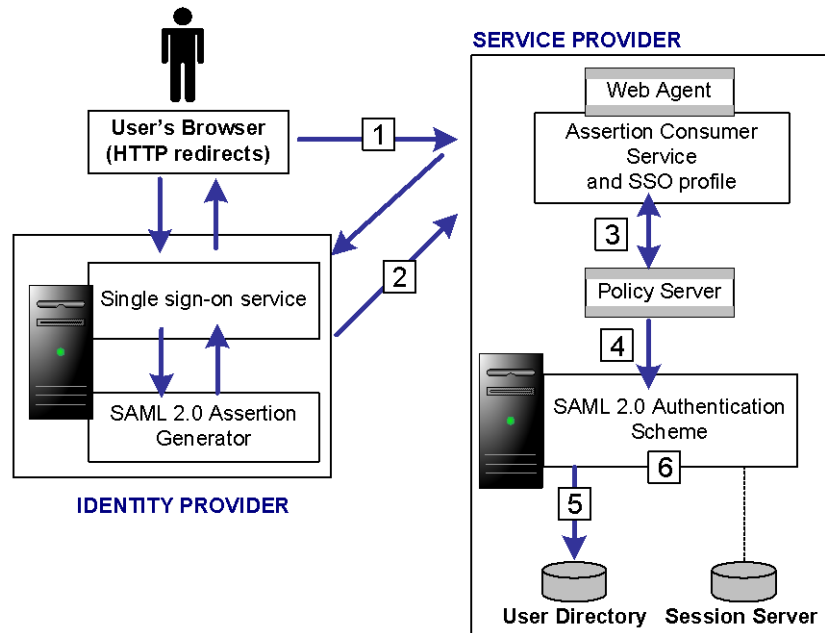 SERVICE PROVIDER
Web Agent
User's Browser
(HTTP redirects)
1
Assertion Consumer
Service
and SSO profile
3
2
Single sign-on service
Policy Server
4
SAML 2.0 Assertion
Generator
SAML 2.0 Authentication
Scheme
6
IDENTITY PROVIDER
5
User Directory
Session Server